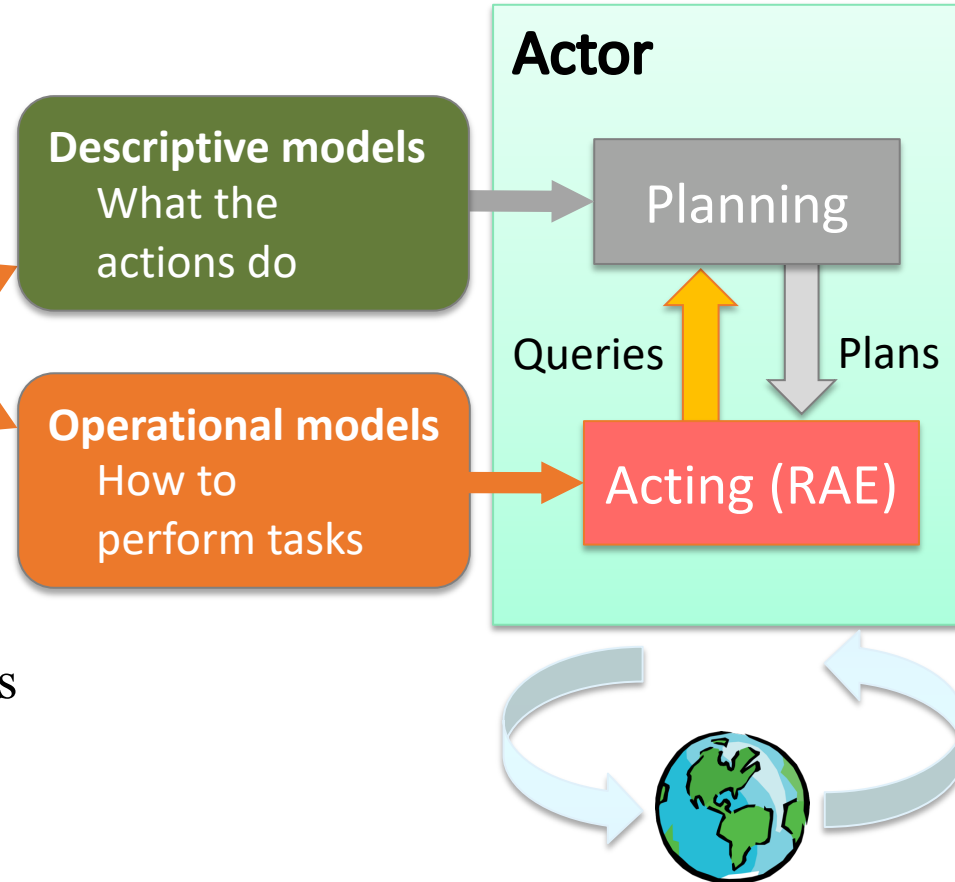 Actor
Descriptive models
What the
actions do
Planning
Queries
Plans
Operational models
How to
perform tasks
Acting (RAE)
s